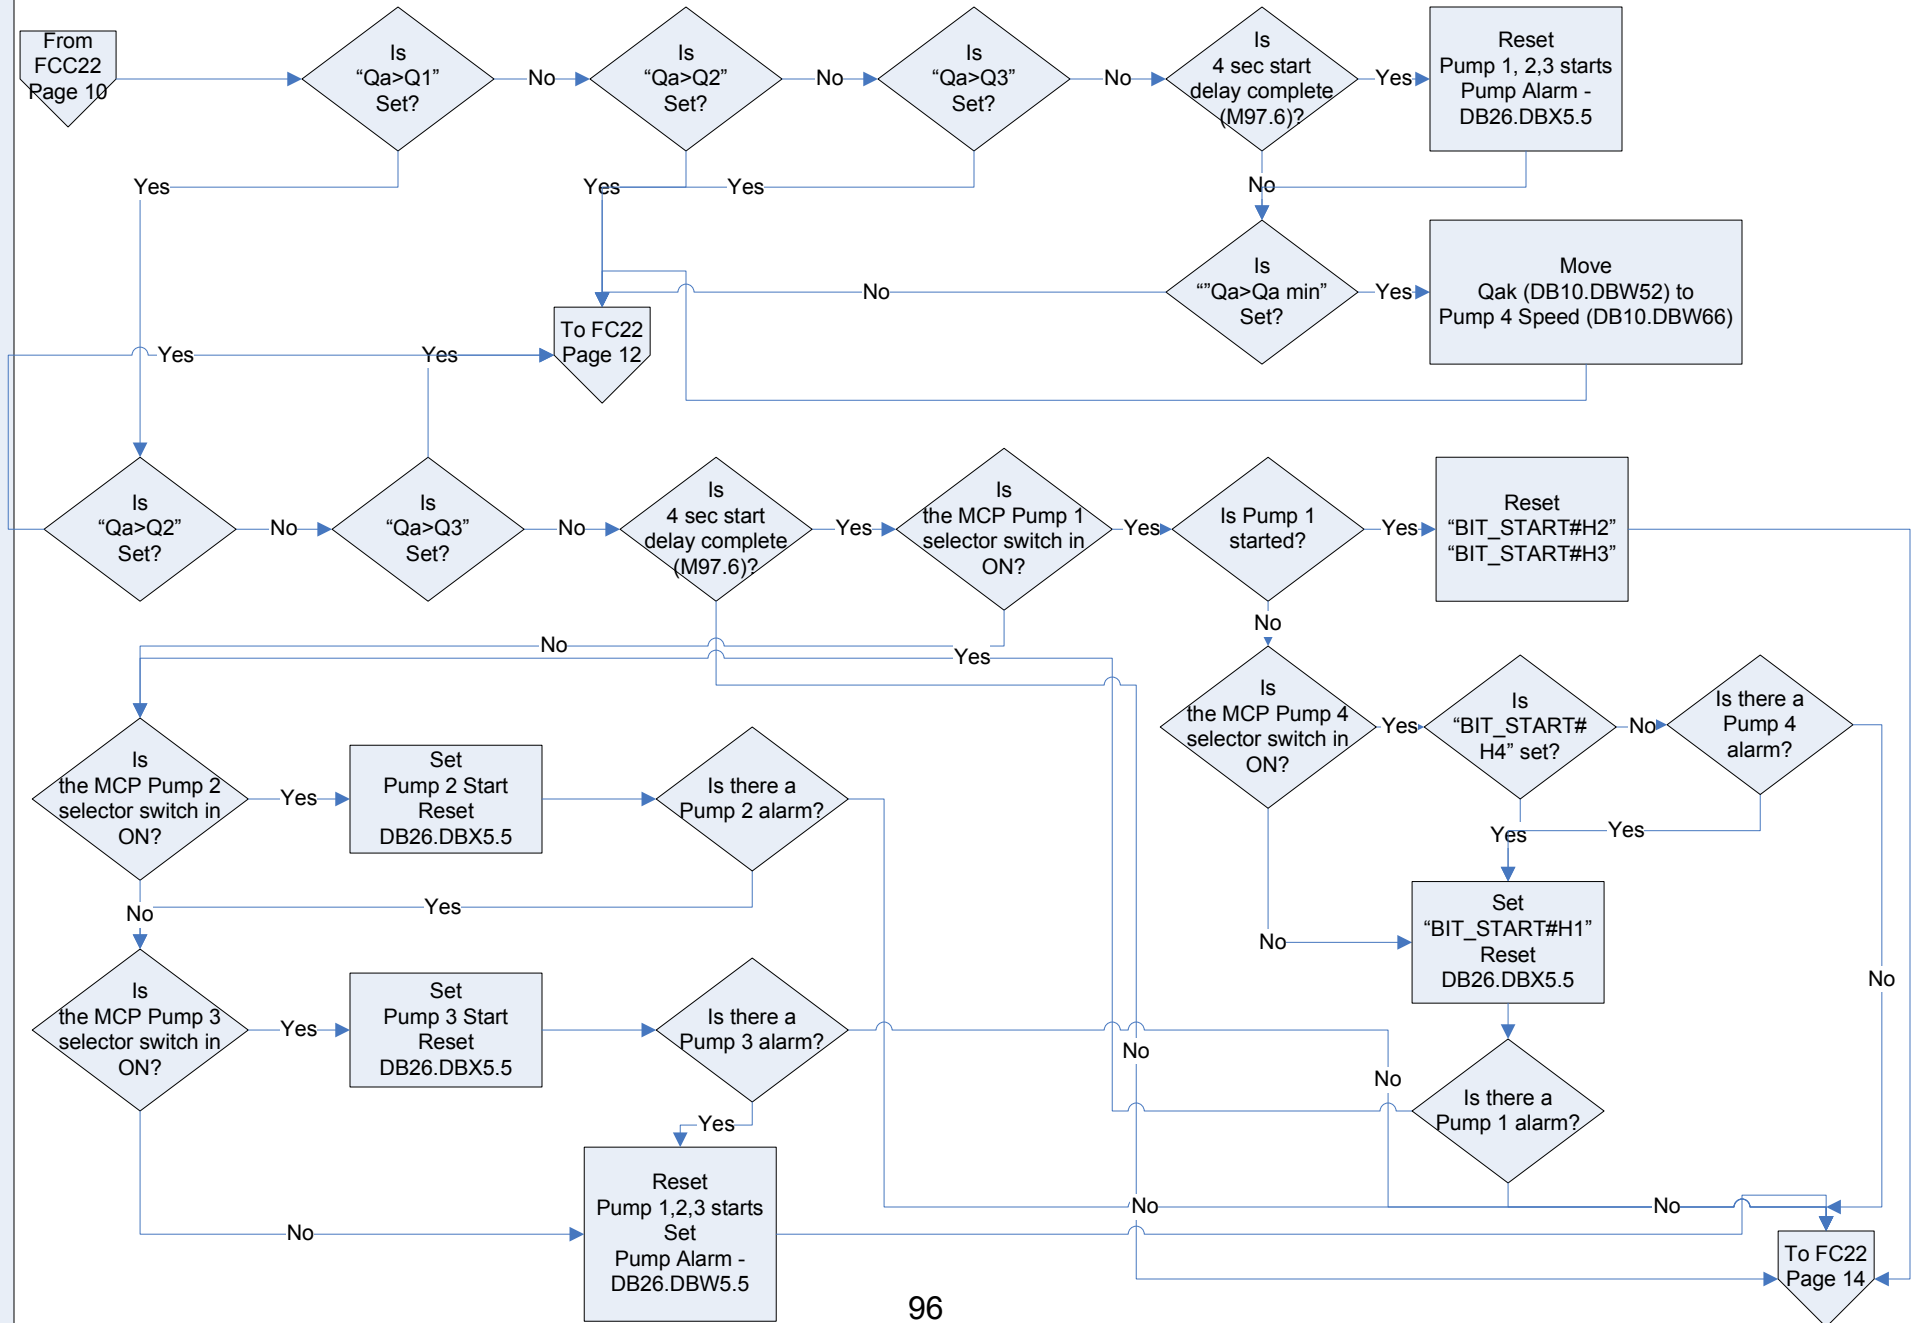 From
FCC22
Page 10
Is
“Qa>Q1”
Set?
No
Is
“Qa>Q2”
Set?
No
Is
“Qa>Q3”
Set?
No
Is
4 sec start
delay complete
(M97.6)?
Yes
Reset
Pump 1, 2,3 starts
Pump Alarm -
DB26.DBX5.5
Yes
Yes
Yes
No
Is
“”Qa>Qa min”
Set?
No
Yes
Move
Qak (DB10.DBW52) to
Pump 4 Speed (DB10.DBW66)
To FC22
Page 12
Yes
Yes
Is
“Qa>Q2”
Set?
No
Is
“Qa>Q3”
Set?
No
Is
4 sec start
delay complete
(M97.6)?
Yes
Is
the MCP Pump 1
selector switch in
ON?
Yes
Is Pump 1
started?
Yes
Reset
“BIT_START#H2”
“BIT_START#H3”
No
No
Yes
Is
the MCP Pump 4
selector switch in
ON?
Yes
Is
“BIT_START#
H4” set?
No
Is there a
Pump 4
alarm?
Is
the MCP Pump 2
selector switch in
ON?
Yes
Set
Pump 2 Start
Reset
DB26.DBX5.5
Is there a
Pump 2 alarm?
Yes
Yes
No
Yes
Set
“BIT_START#H1”
Reset
DB26.DBX5.5
No
No
Is
the MCP Pump 3
selector switch in
ON?
Yes
Set
Pump 3 Start
Reset
DB26.DBX5.5
Is there a
Pump 3 alarm?
No
No
Is there a
Pump 1 alarm?
Yes
Reset
Pump 1,2,3 starts
Set
Pump Alarm -
DB26.DBW5.5
No
No
No
To FC22
Page 14
96